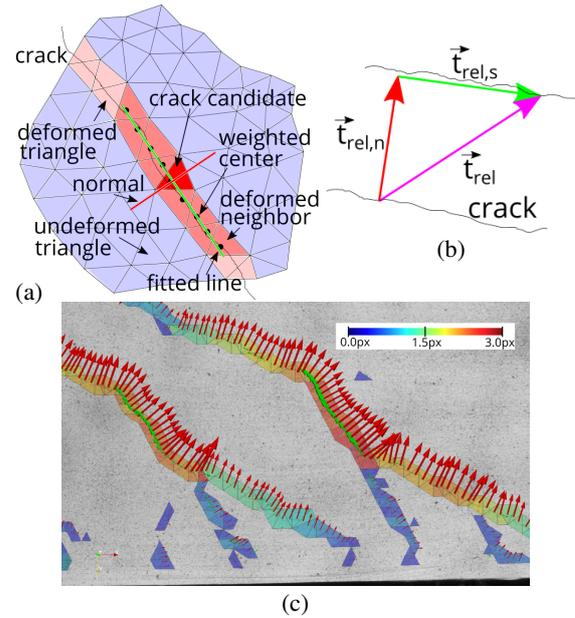 crack
crack candidate
deformed
triangle
weighted
center
normal
deformed
neighbor
undeformed
triangle
fitted line
(a)
t rel,s
t rel,n
t rel
crack
(b)
0.0px 1.5px 3.0px
(c)